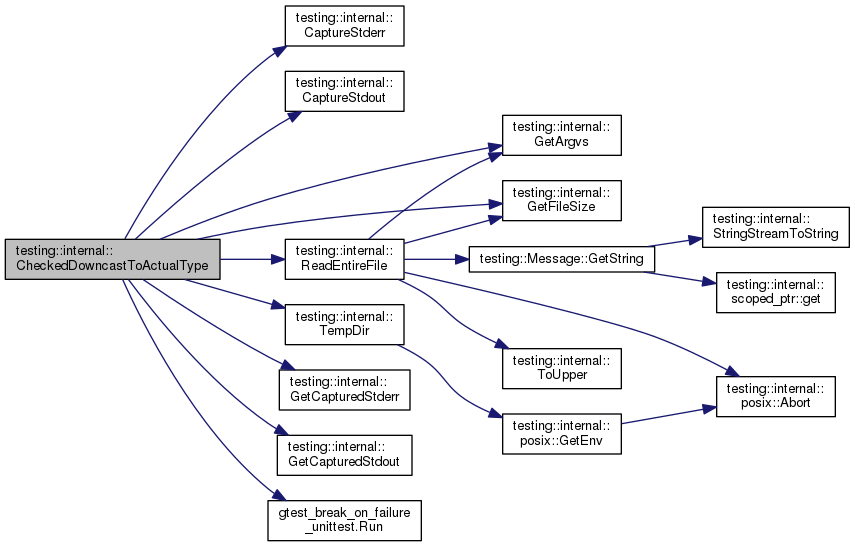 testing::internal::
CheckedDowncastToActualType
testing::internal::
CaptureStderr
testing::internal::
CaptureStdout
testing::internal::
GetArgvs
testing::internal::
GetFileSize
testing::internal::
ReadEntireFile
testing::Message::GetString
testing::internal::
StringStreamToString
testing::internal::
scoped_ptr::get
testing::internal::
TempDir
testing::internal::
ToUpper
testing::internal::
posix::Abort
testing::internal::
GetCapturedStderr
testing::internal::
posix::GetEnv
testing::internal::
GetCapturedStdout
gtest_break_on_failure
_unittest.Run